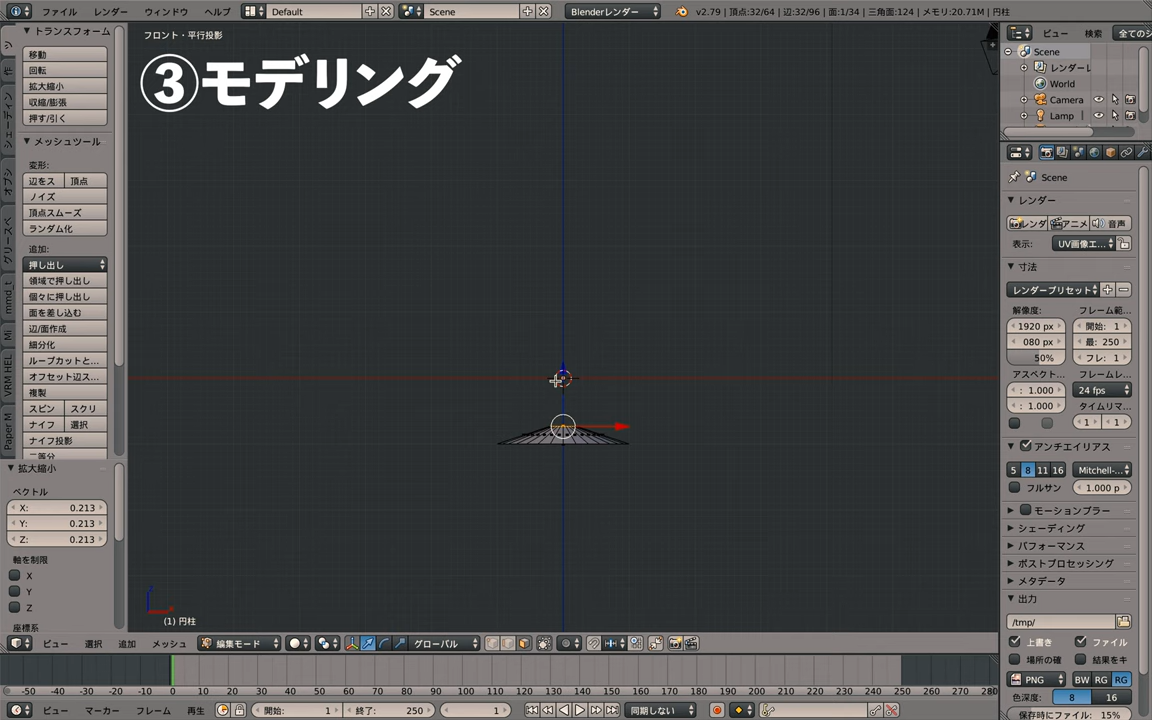 ファイル レンダー ウィンドウ Default Scene Blenderレンダー v2.79 | 頂点:32/64 | 辺:32/96 | 面:1/34 | 三角面:124 | メモリ:20.71M | 円柱
トランスフォーム
移動
回転
拡大縮小
収縮/膨張
押す/引く
メッシュツール
変形:
辺をス 頂点
ノイズ
頂点スムーズ
ランダム化
追加:
押し出し
領域で押し出し
個々に押し出し
面を差し込む
辺/面作成
細分化
ループカットと...
オフセット辺ス...
複製
スピン スクリ
ナイフ 選択
ナイフ投影
二等分
拡大縮小
ベクトル
X: 0.213
Y: 0.213
Z: 0.213
軸を制限
X
Y
Z
座標系
フロント・平行投影
③モデリング
(1) 円柱
ビュー 選択 追加 メッシュ 編集モード グローバル
-50 -40 -30 -20 -10 0 10 20 30 40 50 60 70 80 90 100 110 120 130 140 150 160 170 180 190 200 210 220 230 240 250 260 270 280
ビュー マーカー フレーム 再生 開始: 1 終了: 250 1 同期しない
ビュー 検索 全てのシ
Scene
レンダーL
World
Camera
Lamp
Scene
レンダー
レンダ アニメ 音声
表示: UV画像エ...
寸法
レンダープリセット
解像度: フレーム範...
1920 px 開始: 1
080 px 最: 250
50% フレ: 1
アスペクト... フレームレ...
: 1.000 24 fps
: 1.000 タイムリマ...
1 1
アンチエイリアス
5 8 11 16 Mitchell-...
フルサン 1.000 p
モーションブラー
シェーディング
パフォーマンス
ポストプロセッシング
メタデータ
出力
/tmp/
上書き ファイル
場所の確 結果をキ
PNG BW RG RG
色深度: 8 16
保存時にファイル: 15%